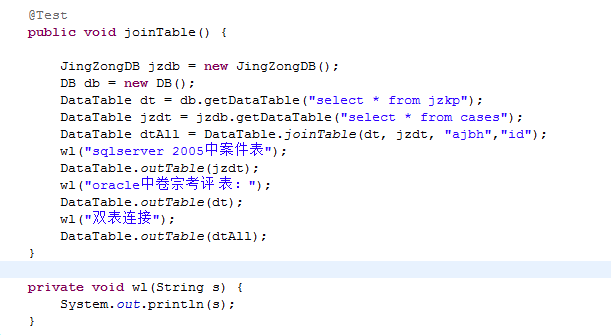 @Test
public void joinTable() {
JingZongDB jzdb = new JingZongDB();
DB db = new DB();
DataTable dt = db.getDataTable("select * from jzkp");
DataTable jzdt = jzdb.getDataTable("select * from cases");
DataTable dtAll = DataTable.joinTable(dt, jzdt, "ajbh","id");
wl("sqlserver 2005中案件表");
DataTable.outTable(jzdt);
wl("oracle中卷宗考评 表：");
DataTable.outTable(dt);
wl("双表连接");
DataTable.outTable(dtAll);
}
private void wl(String s) {
System.out.println(s);
}